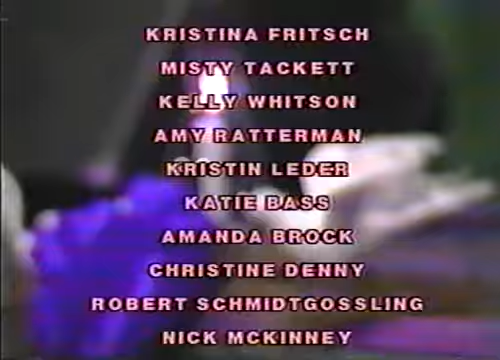 KRISTINA FRITSCH
MISTY TACKETT
KELLY WHITSON
AMY RATTERMAN
KRISTIN LEDER
KATIE BASS
AMANDA BROCK
CHRISTINE DENNY
ROBERT SCHMIDTGOSSLING
NICK MCKINNEY